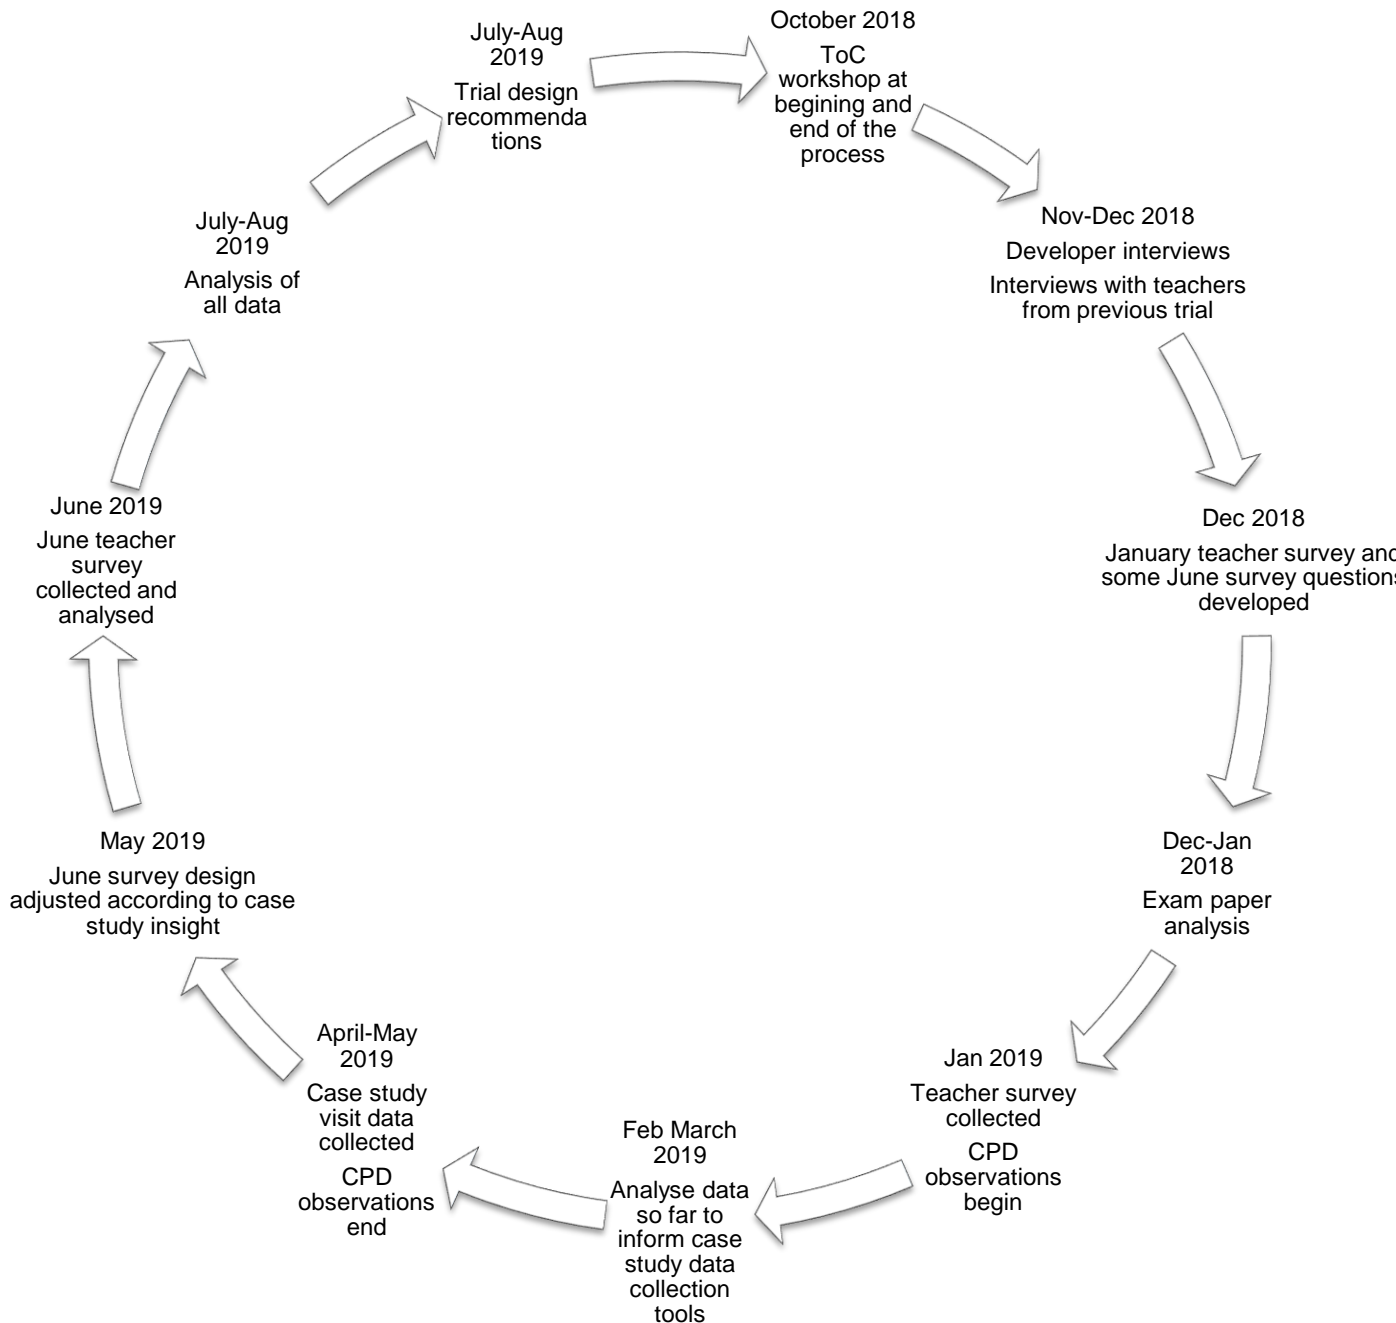 October 2018
ToC
workshop at
begining and
end of the
process
Nov-Dec 2018
Developer interviews
Interviews with teachers
from previous trial
Dec 2018
January teacher survey and
some June survey questions
developed
Dec-Jan
2018
Exam paper
analysis
Jan 2019
Teacher survey
collected
CPD
observations
begin
Feb March
2019
Analyse data
so far to
inform case
study data
collection
tools
April-May
2019
Case study
visit data
collected
CPD
observations
end
May 2019
June survey design
adjusted according to case
study insight
June 2019
June teacher
survey
collected and
analysed
July-Aug
2019
Analysis of
all data
July-Aug
2019
Trial design
recommenda
tions